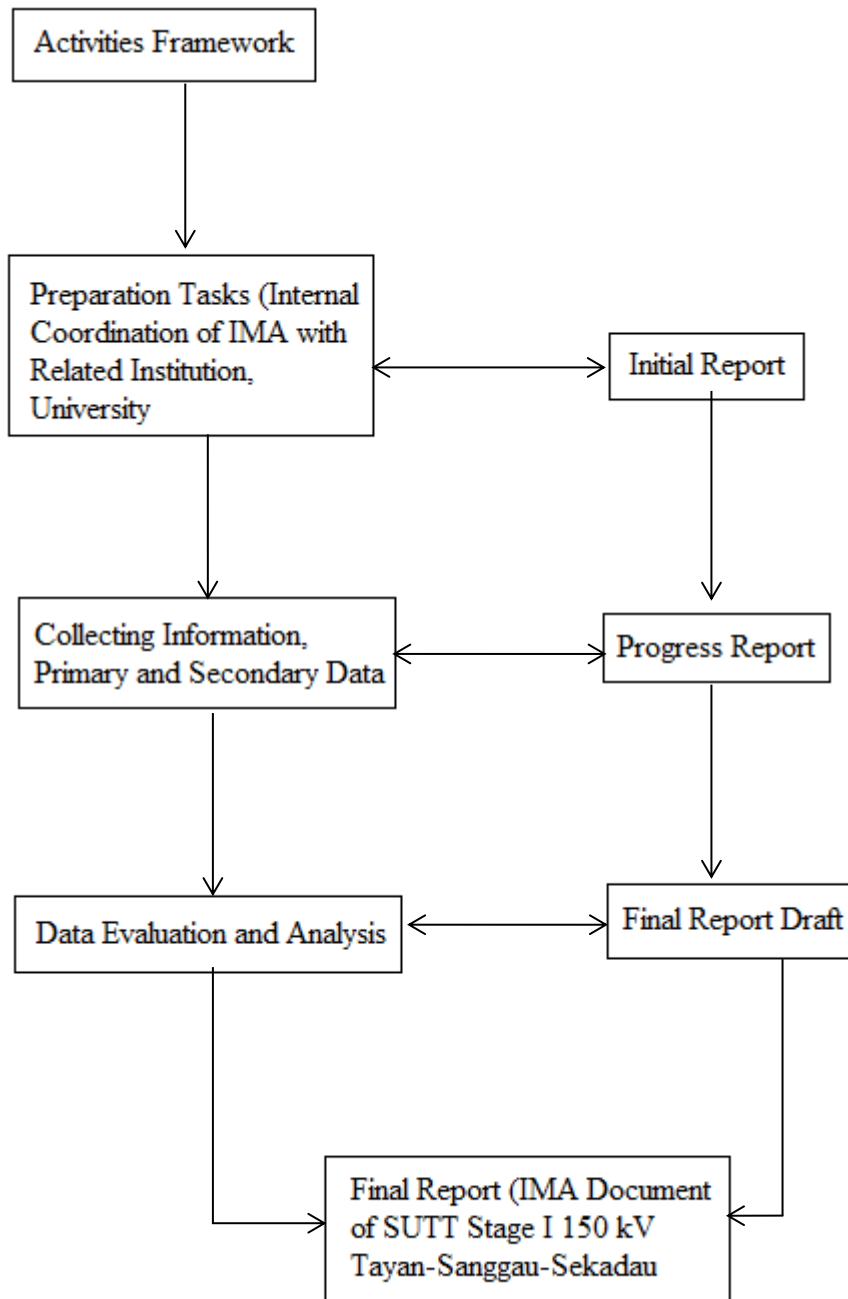 Activities Framework
Preparation Tasks (Internal
Coordination of IMA with
Related Institution,
University
Initial Report
Collecting Information,
Primary and Secondary Data
Progress Report
Data Evaluation and Analysis
Final Report Draft
Final Report (IMA Document
of SUTT Stage I 150 kV
Tayan-Sanggau-Sekadau